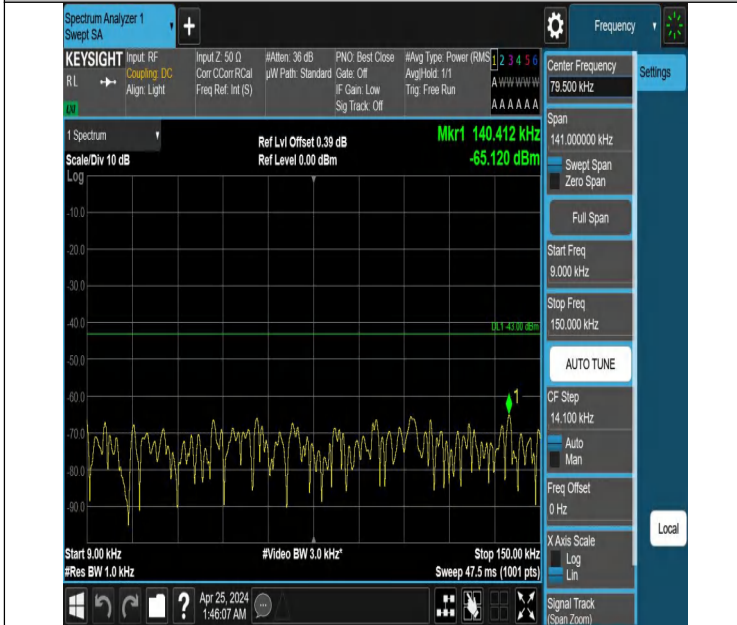 Spectrum Analyzer 1
Swept SA
+
Frequency
KEYSIGHT
RL
Input: RF
Coupling: DC
Align: Light
Input Z: 50 Ω
Corr CCorr RCal
Freq Ref: Int (S)
#Atten: 36 dB
µW Path: Standard
PNO: Best Close
Gate: Off
IF Gain: Low
Sig Track: Off
#Avg Type: Power (RMS
Avg|Hold: 1/1
Trig: Free Run
1 2 3 4 5 6
A W W W W W
A A A A A A
1 Spectrum
Scale/Div 10 dB
Log
Ref Lvl Offset 0.39 dB
Ref Level 0.00 dBm
Mkr1 140.412 kHz
-65.120 dBm
-10.0
-20.0
-30.0
-40.0
-50.0
-60.0
-70.0
-80.0
-90.0
DL1 -43.00 dBm
1
Start 9.00 kHz
#Res BW 1.0 kHz
#Video BW 3.0 kHz*
Stop 150.00 kHz
Sweep 47.5 ms (1001 pts)
?
Apr 25, 2024
1:46:07 AM
Center Frequency
79.500 kHz
Span
141.000000 kHz
Swept Span
Zero Span
Full Span
Start Freq
9.000 kHz
Stop Freq
150.000 kHz
AUTO TUNE
CF Step
14.100 kHz
Auto
Man
Freq Offset
0 Hz
X Axis Scale
Log
Lin
Signal Track
(Span Zoom)
Settings
Local